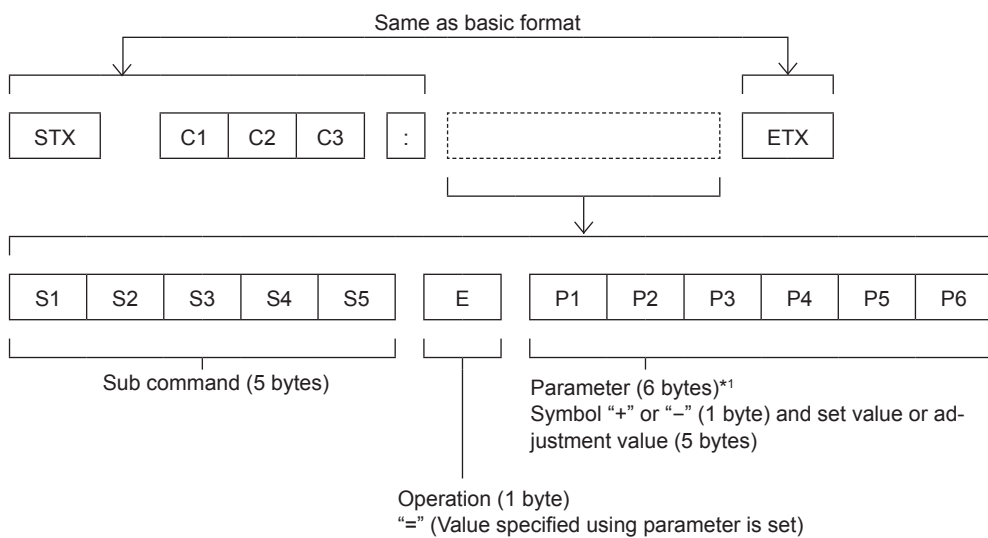 Same as basic format
STX C1 C2 C3 : ETX
S1 S2 S3 S4 S5 E P1 P2 P3 P4 P5 P6
Sub command (5 bytes)
Parameter (6 bytes)*1
Symbol “+” or “−” (1 byte) and set value or ad-
justment value (5 bytes)
Operation (1 byte)
“=” (Value specified using parameter is set)